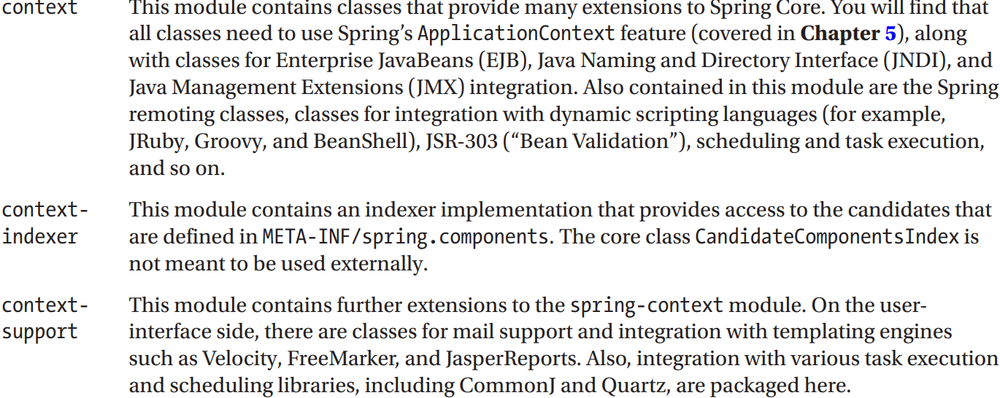 context This module contains classes that provide many extensions to Spring Core. You will find that
all classes need to use Spring’s ApplicationContext feature (covered in Chapter 5), along
with classes for Enterprise JavaBeans (EJB), Java Naming and Directory Interface (JNDI), and
Java Management Extensions (JMX) integration. Also contained in this module are the Spring
remoting classes, classes for integration with dynamic scripting languages (for example,
JRuby, Groovy, and BeanShell), JSR-303 (“Bean Validation”), scheduling and task execution,
and so on.
context- This module contains an indexer implementation that provides access to the candidates that
indexer are defined in META-INF/spring.components. The core class CandidateComponentsIndex is
not meant to be used externally.
context- This module contains further extensions to the spring-context module. On the user-
support interface side, there are classes for mail support and integration with templating engines
such as Velocity, FreeMarker, and JasperReports. Also, integration with various task execution
and scheduling libraries, including CommonJ and Quartz, are packaged here.